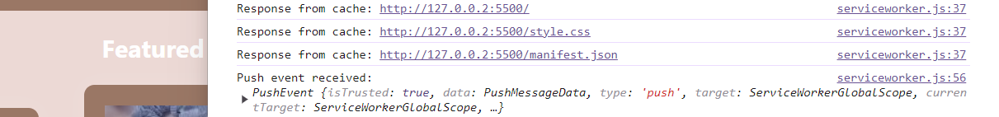 Featured
Response from cache: http://127.0.0.2:5500/ serviceworker.js:37
Response from cache: http://127.0.0.2:5500/style.css serviceworker.js:37
Response from cache: http://127.0.0.2:5500/manifest.json serviceworker.js:37
Push event received: serviceworker.js:56
PushEvent {isTrusted: true, data: PushMessageData, type: 'push', target: ServiceWorkerGlobalScope, curren
tTarget: ServiceWorkerGlobalScope, …}